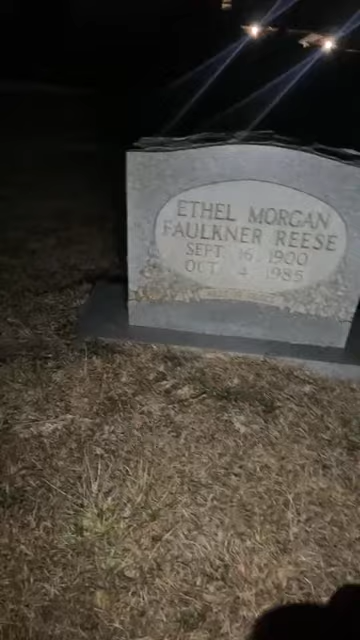 ETHEL MORGAN
FAULKNER REESE
SEPT. 16, 1900
OCT. 4, 1985